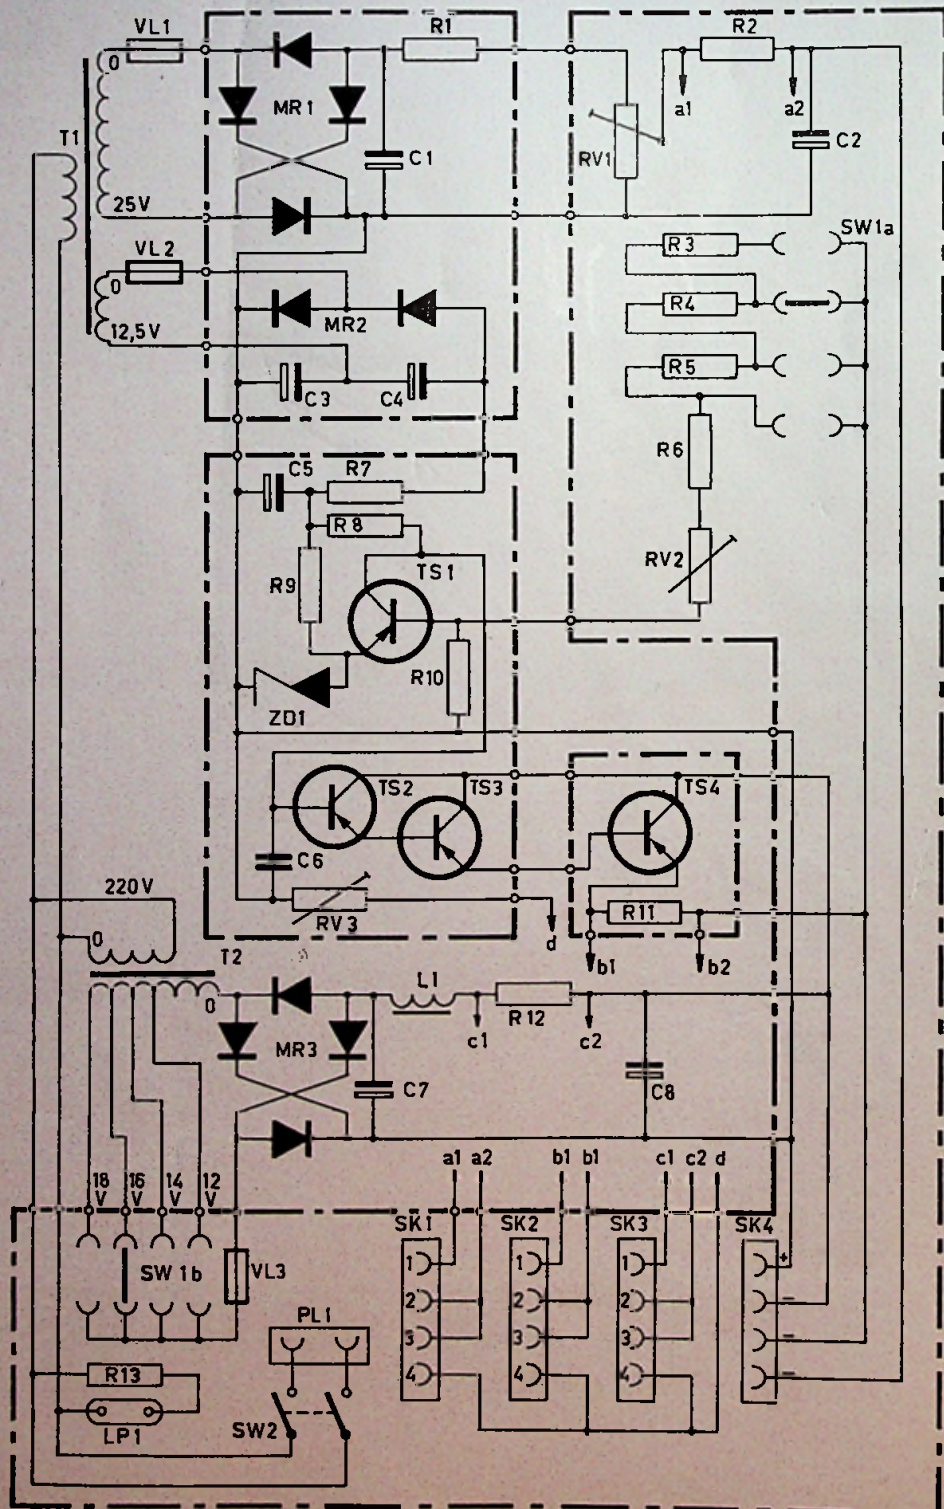 VL1
R1
R2
0
a1
a2
MR1
T1
C1
RV1
C2
25V
SW1a
VL2
R3
0
R4
MR2
12,5V
R5
C3
C4
R6
C5
R7
R8
RV2
R9
TS1
R10
ZD1
TS2
TS3
TS4
C6
220V
RV3
R11
0
d
b1
b2
T2
L1
0
R12
MR3
c1
c2
C7
C8
a1 a2 b1 b1 c1 c2 d
18 V
16 V
14 V
12 V
SK1
SK2
SK3
SK4
1
1
1
+
SW 1b
VL3
2
2
2
-
PL1
3
3
3
-
R13
4
4
4
-
LP1
SW2